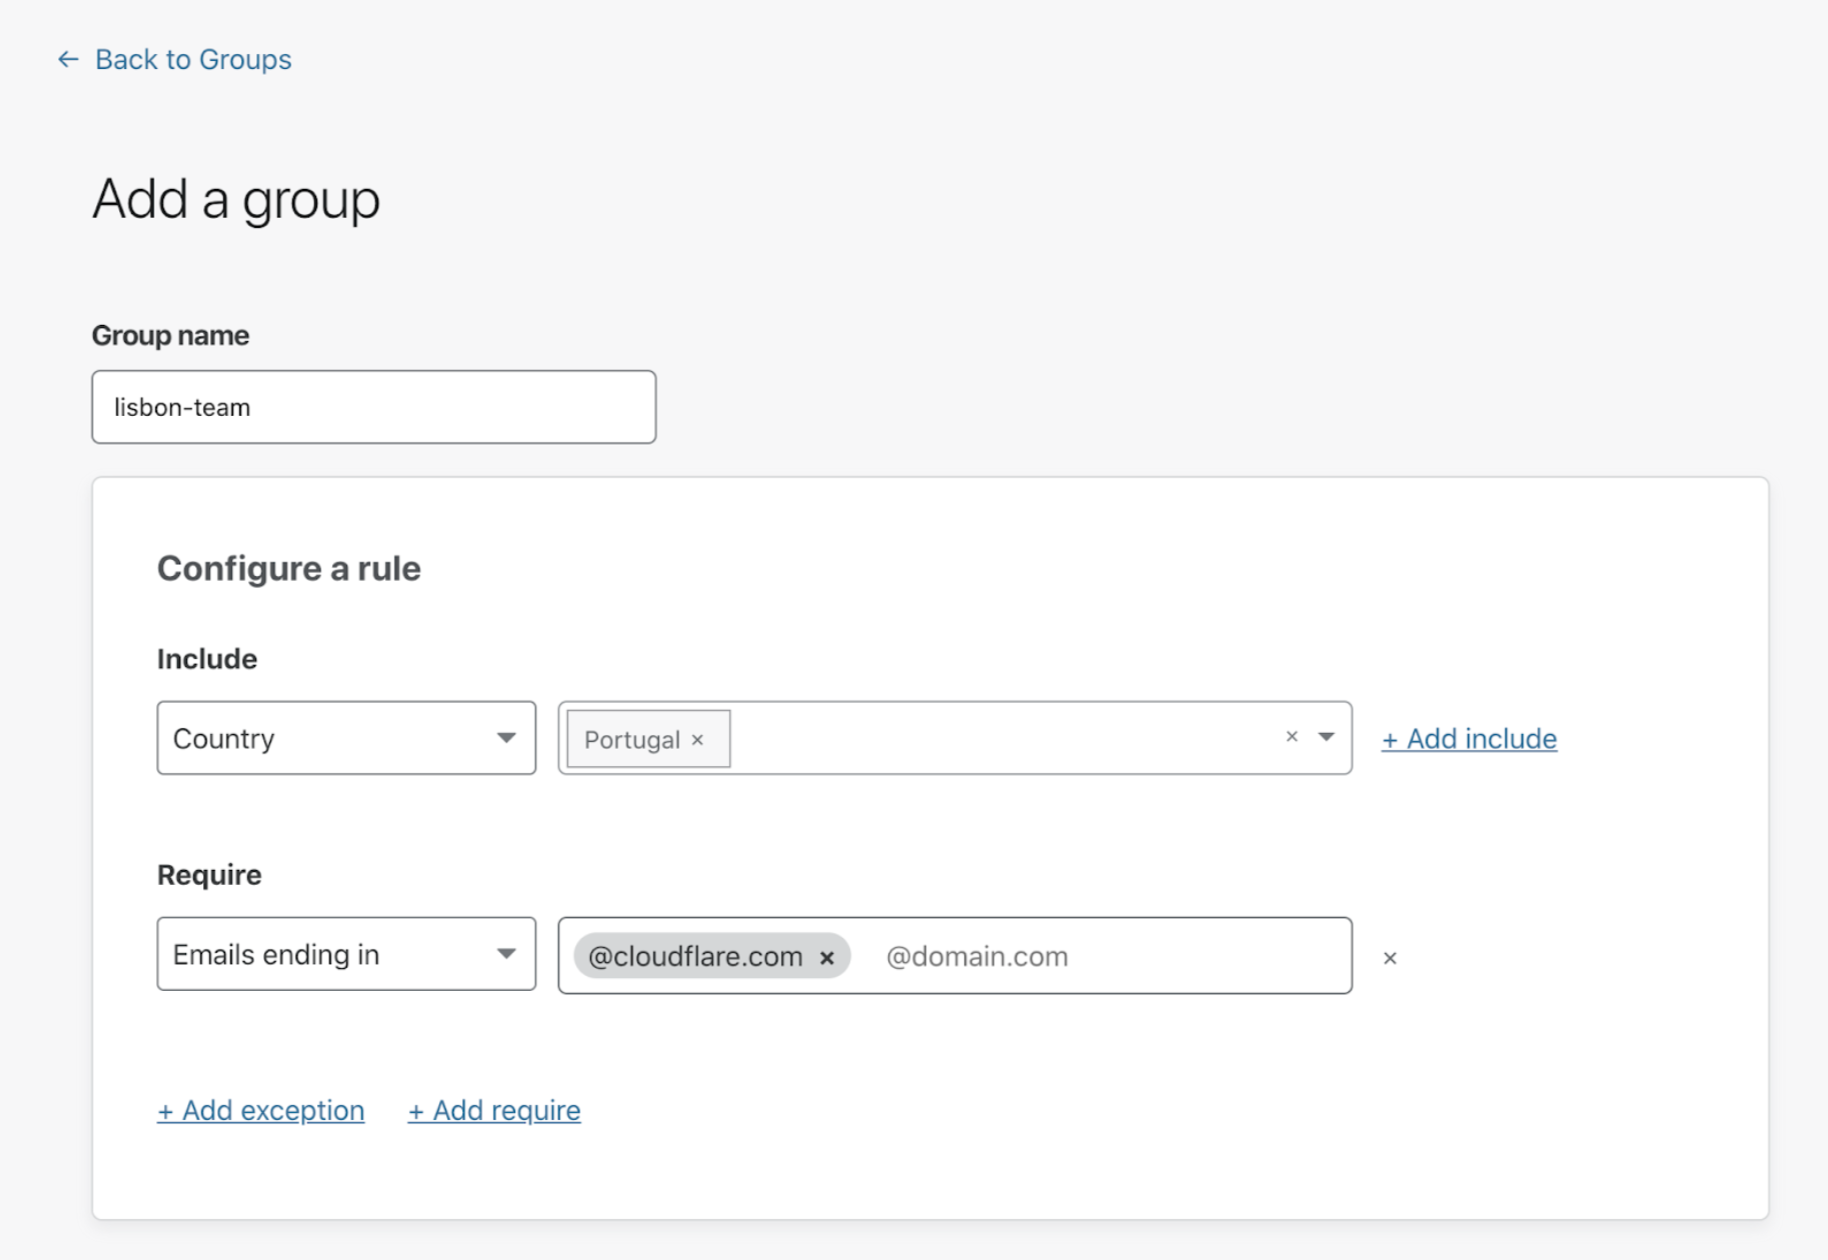 ← Back to Groups
Add a group
Group name
lisbon-team
Configure a rule
Include
Country Portugal × × + Add include
Require
Emails ending in @cloudflare.com × @domain.com ×
+ Add exception + Add require